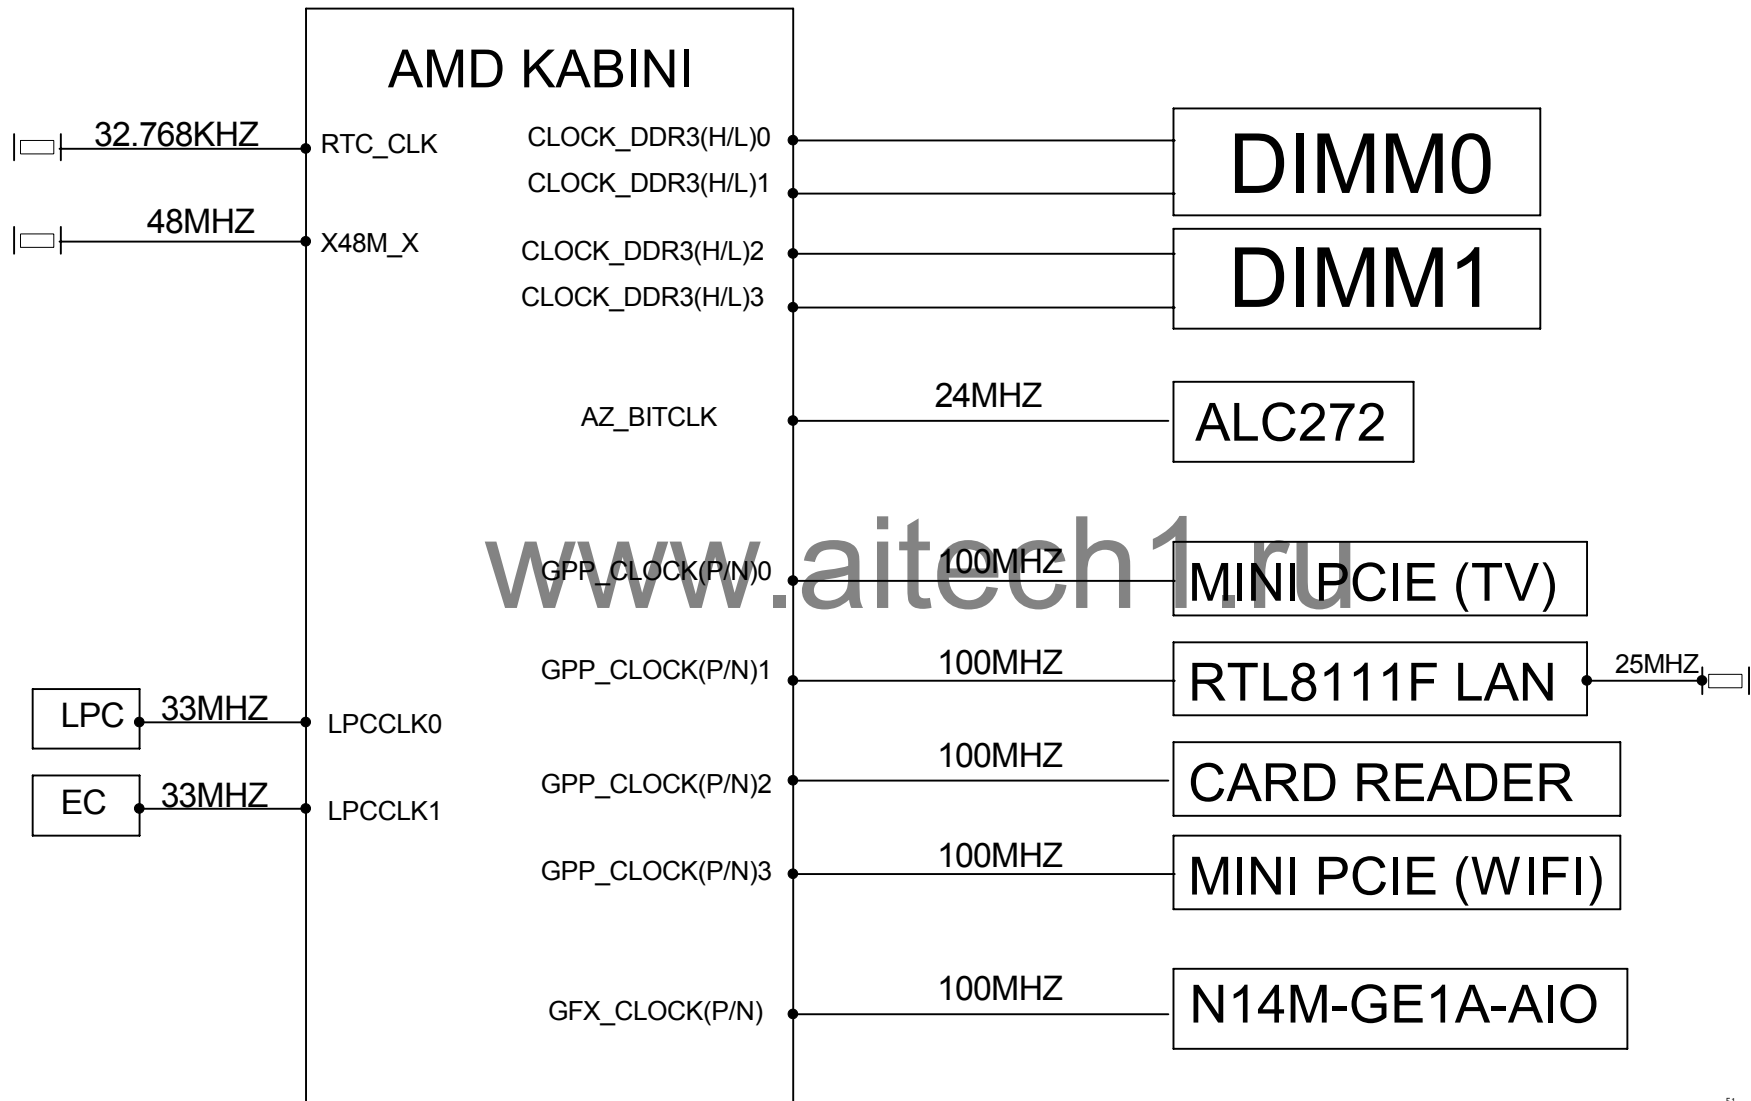 AMD KABINI
32.768KHZ
RTC_CLK
48MHZ
X48M_X
LPC
33MHZ
LPCCLK0
EC
33MHZ
LPCCLK1
CLOCK_DDR3(H/L)0
CLOCK_DDR3(H/L)1
DIMM0
CLOCK_DDR3(H/L)2
CLOCK_DDR3(H/L)3
DIMM1
AZ_BITCLK
24MHZ
ALC272
www.aitech1.ru
GPP_CLOCK(P/N)0
100MHZ
MINI PCIE (TV)
GPP_CLOCK(P/N)1
100MHZ
RTL8111F LAN
25MHZ
GPP_CLOCK(P/N)2
100MHZ
CARD READER
GPP_CLOCK(P/N)3
100MHZ
MINI PCIE (WIFI)
GFX_CLOCK(P/N)
100MHZ
N14M-GE1A-AIO